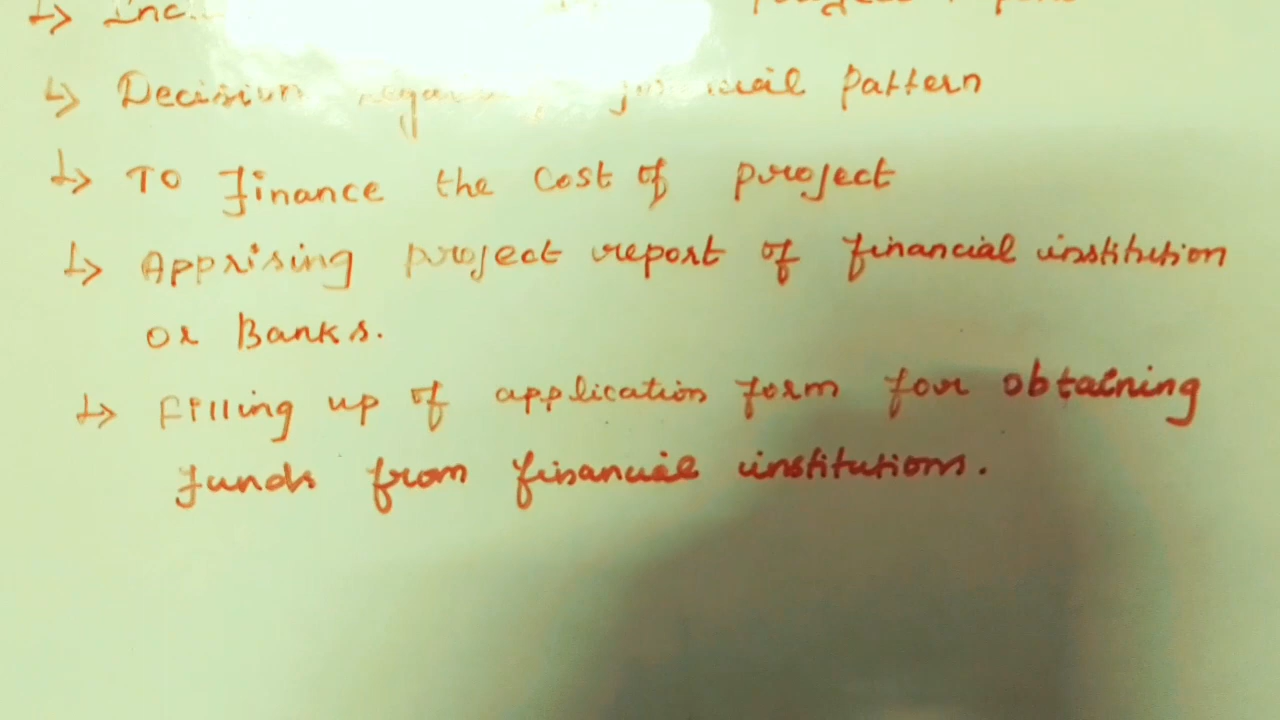 ↳ Decision financial pattern
↳ TO Finance the cost of project
↳ Apprising project report of financial institution
or Banks.
↳ Filling up of application form for obtaining
funds from financial institutions.